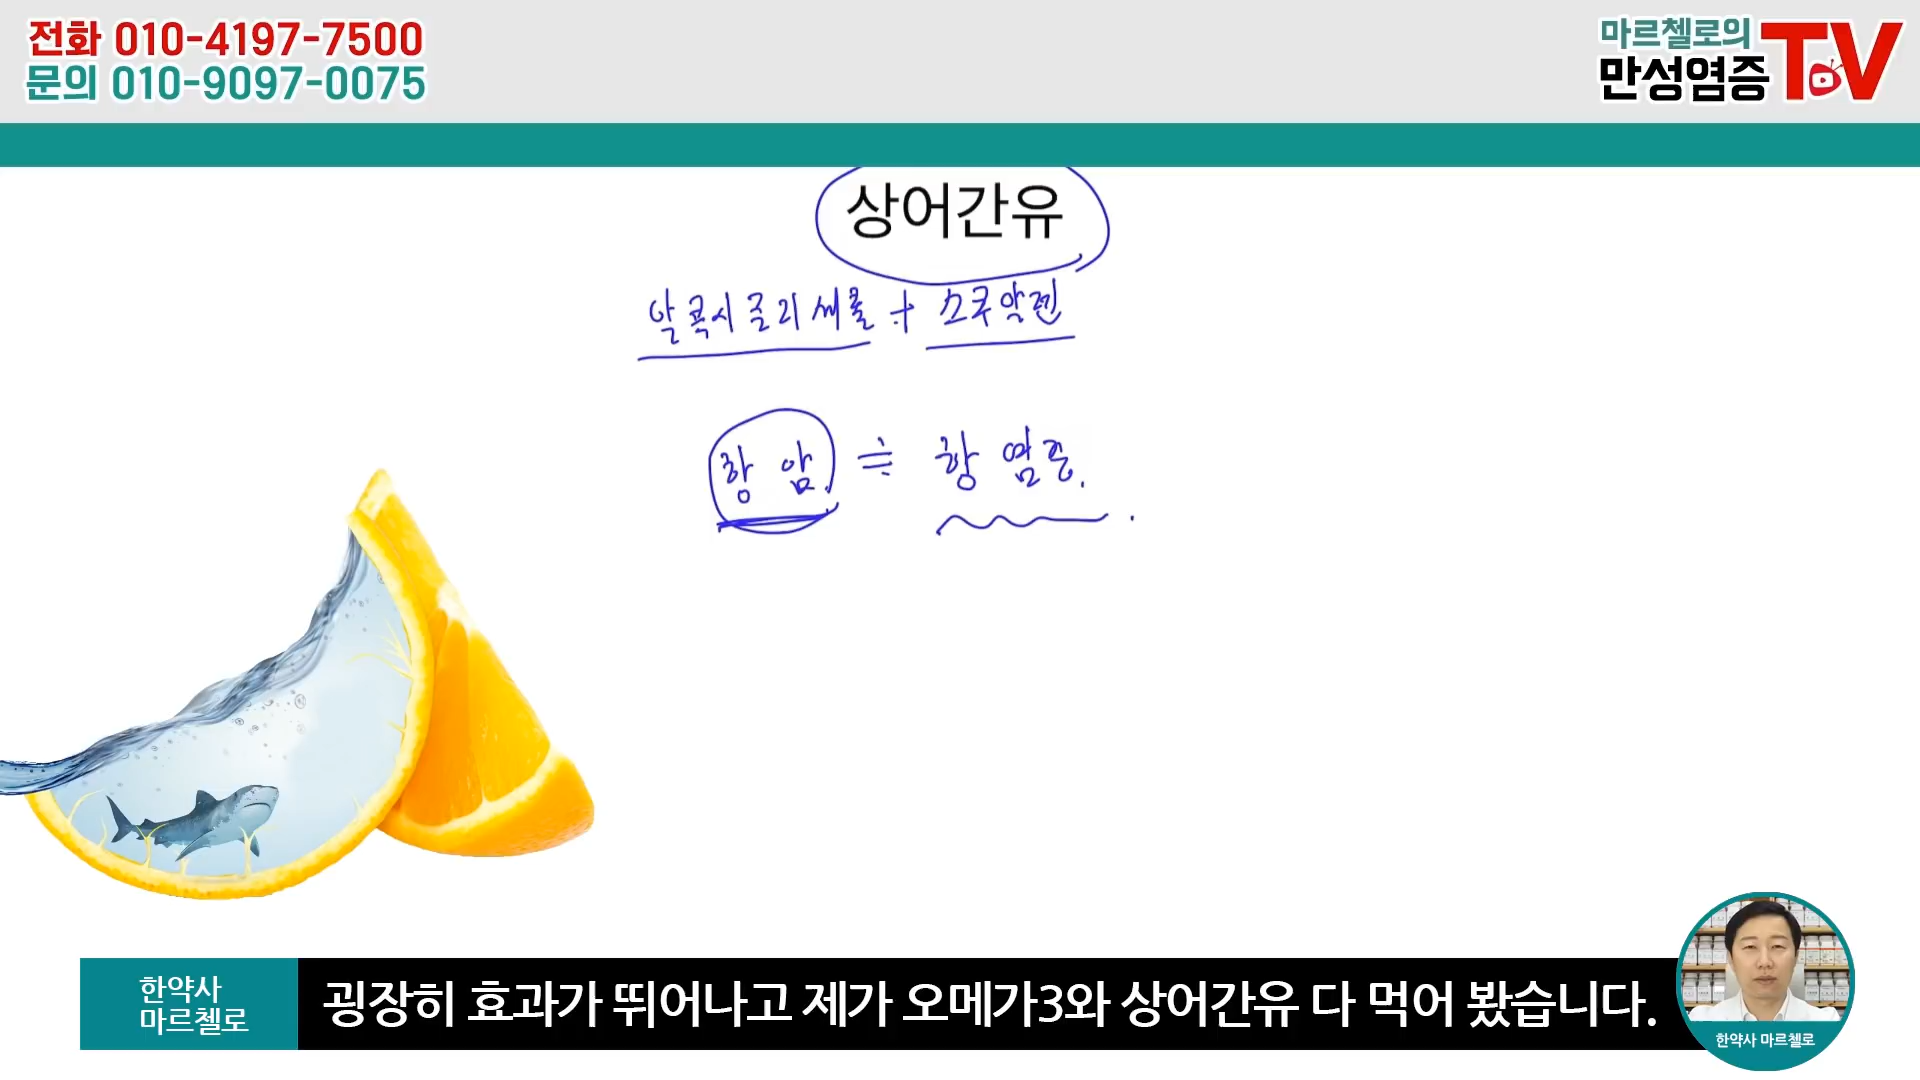 전화 010-4197-7500
문의 010-9097-0075
마르첼로의
만성염증TV
상어간유
알콕시글리세롤 + 스쿠알렌
항암 ≒ 항염증.
한약사
마르첼로
굉장히 효과가 뛰어나고 제가 오메가3와 상어간유 다 먹어 봤습니다.
한약사 마르첼로